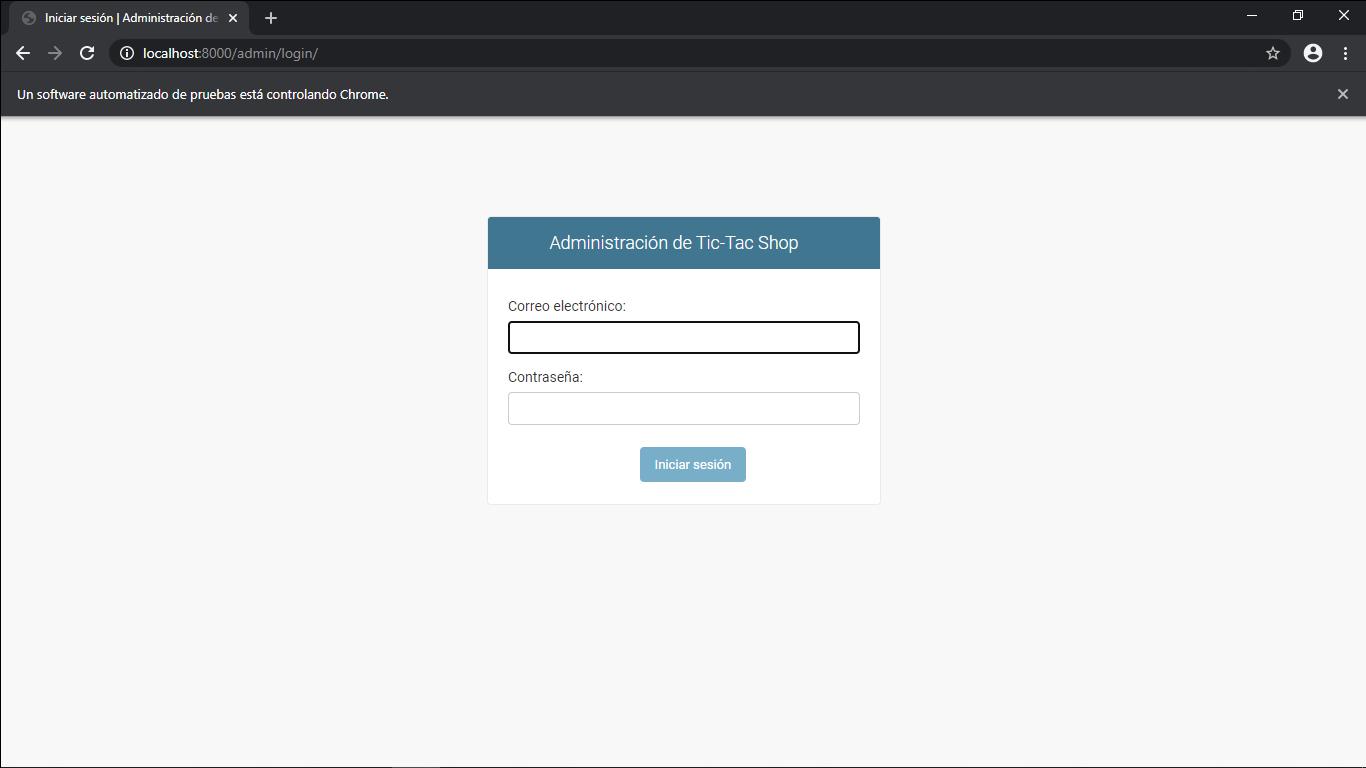 Iniciar sesión | Administración de
localhost:8000/admin/login/
Un software automatizado de pruebas está controlando Chrome.
Administración de Tic-Tac Shop
Correo electrónico:
Contraseña:
Iniciar sesión